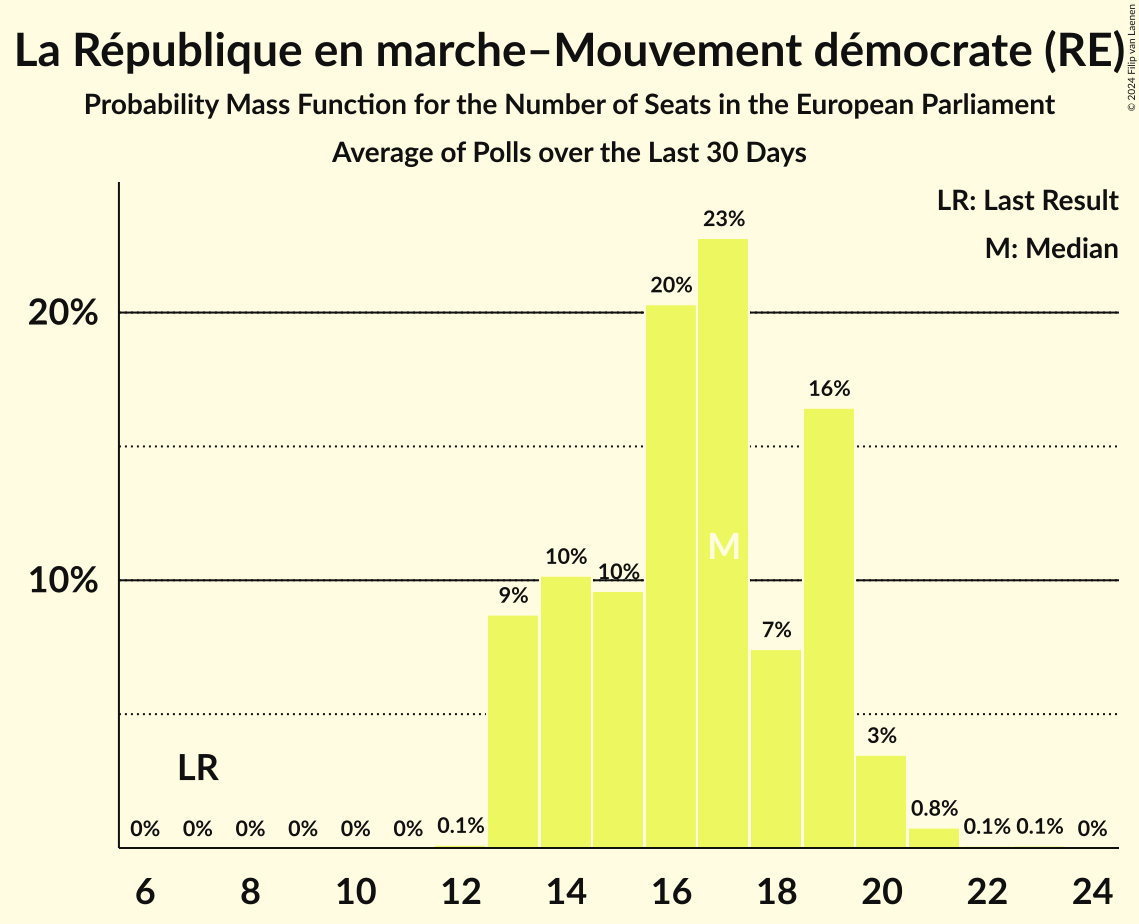 La République en marche–Mouvement démocrate (RE)
© 2024 Filip van Laenen
Probability Mass Function for the Number of Seats in the European Parliament
Average of Polls over the Last 30 Days
LR: Last Result
M: Median
20%
10%
0% 0% 0% 0% 0% 0% 0.1% 9% 10% 10% 20% 23% 7% 16% 3% 0.8% 0.1% 0.1% 0%
LR
M
6 8 10 12 14 16 18 20 22 24